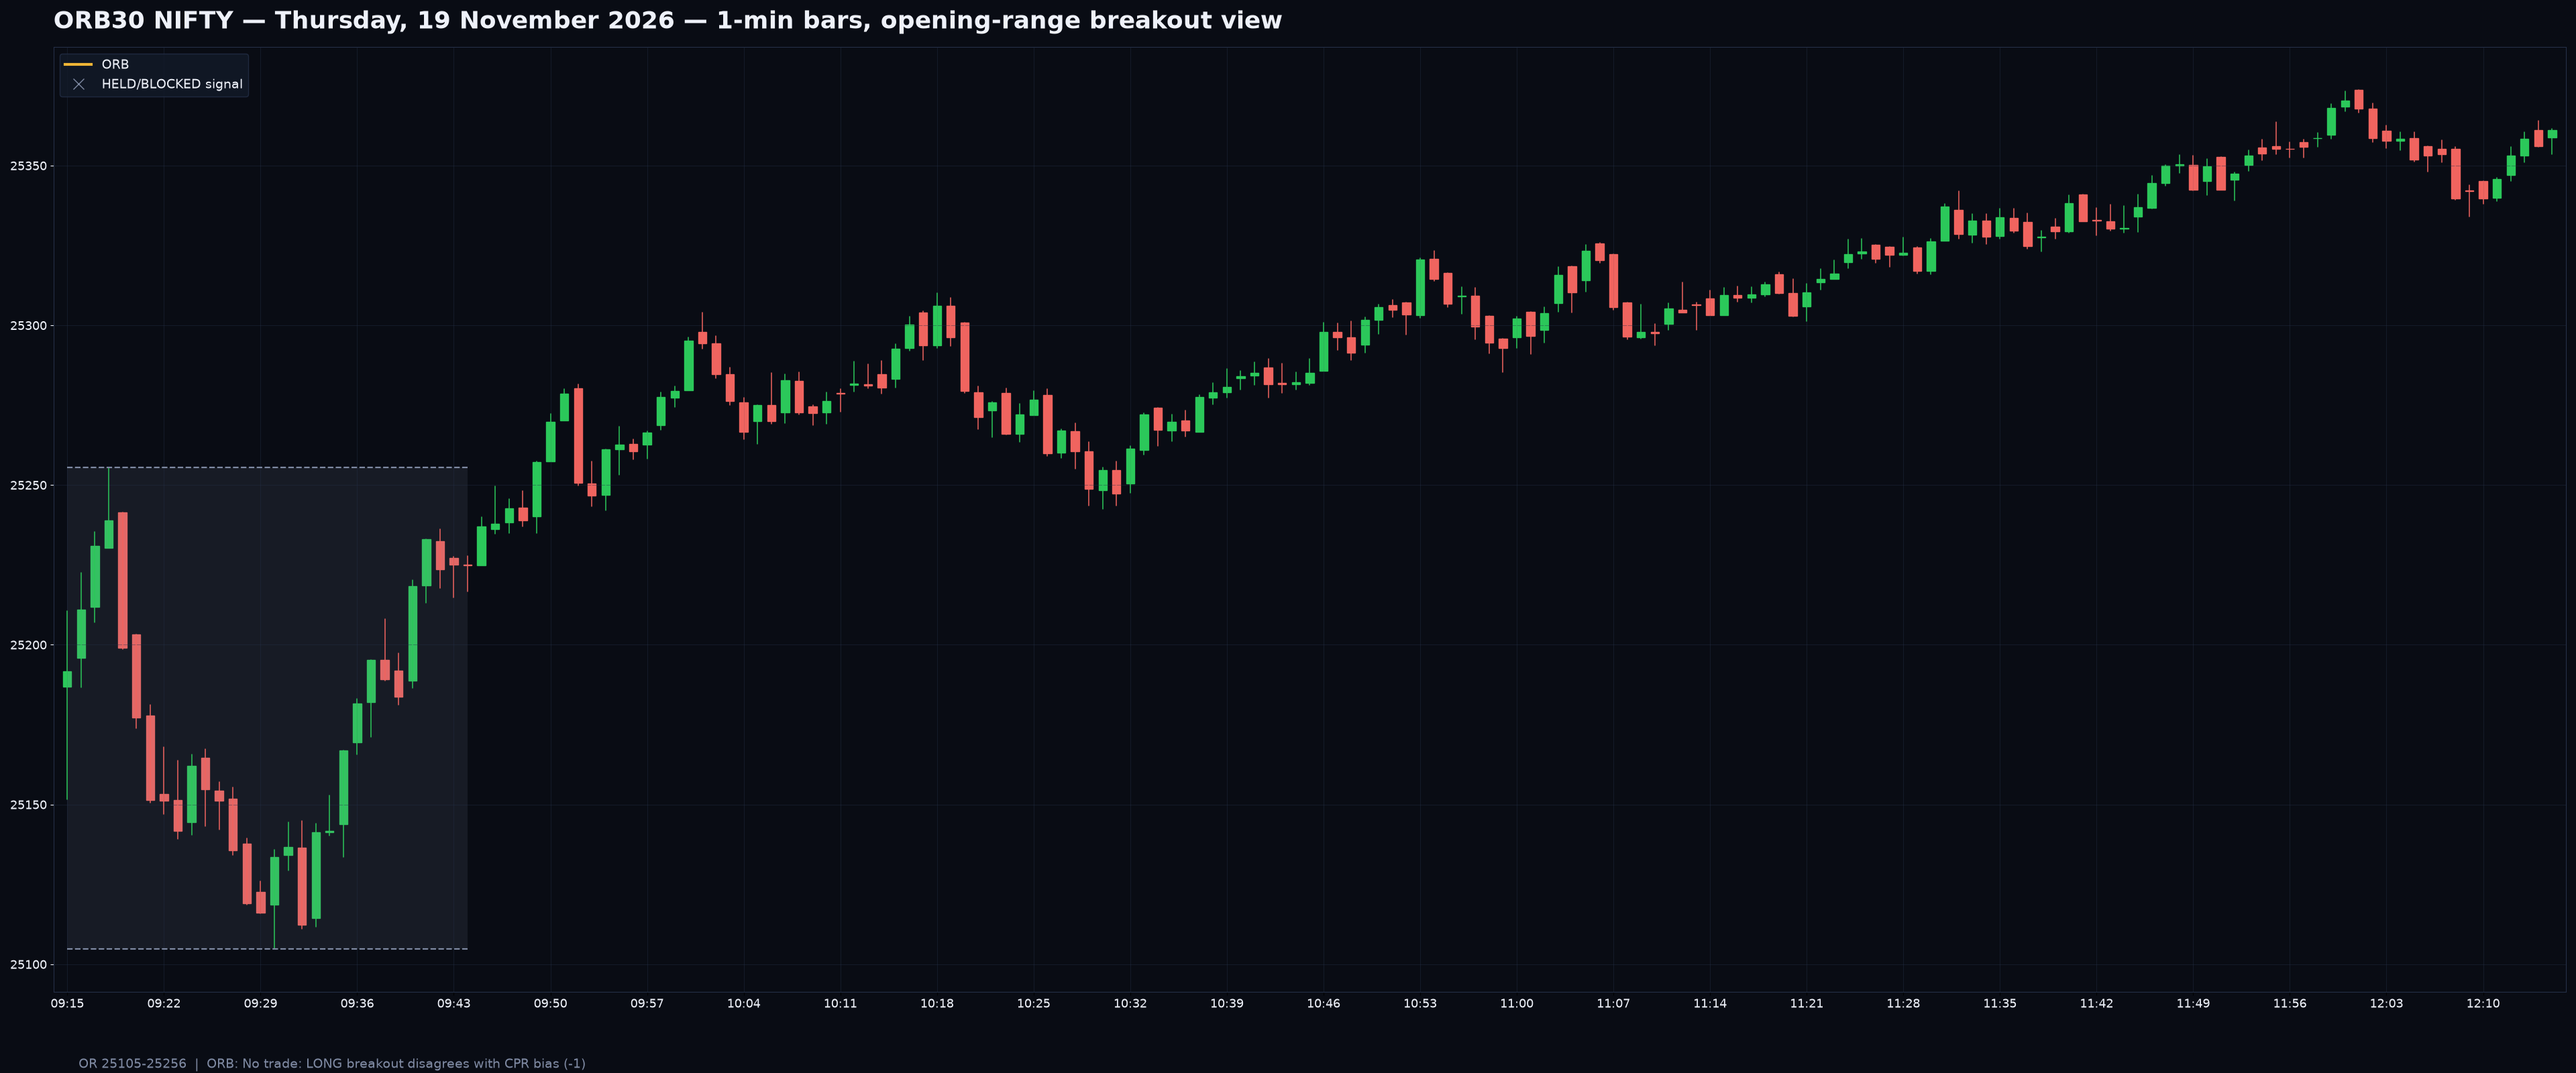 ORB30 NIFTY — Thursday, 19 November 2026 — 1-min bars, opening-range breakout view
ORB
HELD/BLOCKED signal
25350
25300
25250
25200
25150
25100
09:15 09:22 09:29 09:36 09:43 09:50 09:57 10:04 10:11 10:18 10:25 10:32 10:39 10:46 10:53 11:00 11:07 11:14 11:21 11:28 11:35 11:42 11:49 11:56 12:03 12:10
OR 25105-25256 | ORB: No trade: LONG breakout disagrees with CPR bias (-1)